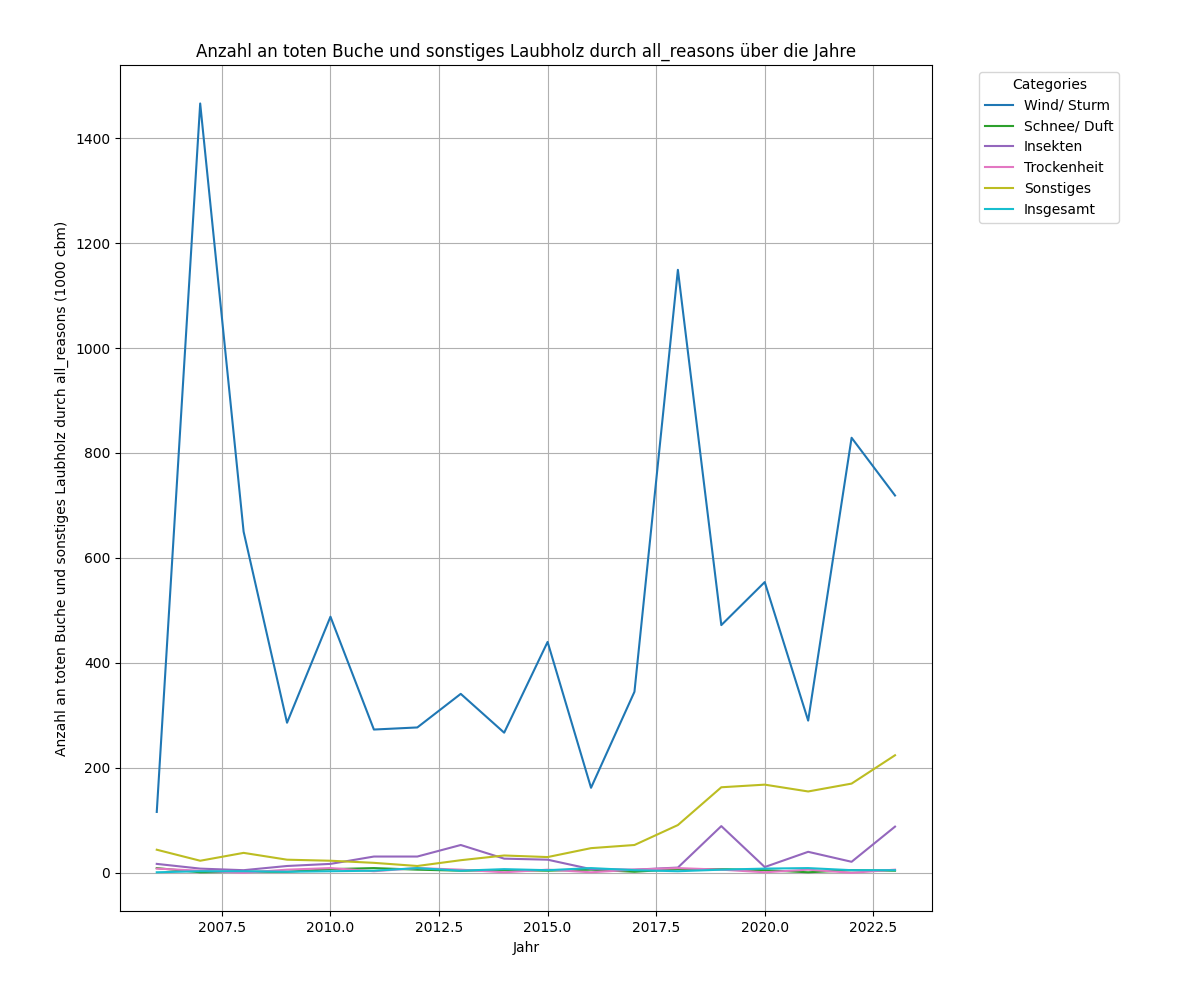 Anzahl an toten Buche und sonstiges Laubholz durch all_reasons über die Jahre
Categories
Wind/ Sturm
Schnee/ Duft
Insekten
Trockenheit
Sonstiges
Insgesamt
Anzahl an toten Buche und sonstiges Laubholz durch all_reasons (1000 cbm)
1400
1200
1000
800
600
400
200
0
2007.5 2010.0 2012.5 2015.0 2017.5 2020.0 2022.5
Jahr